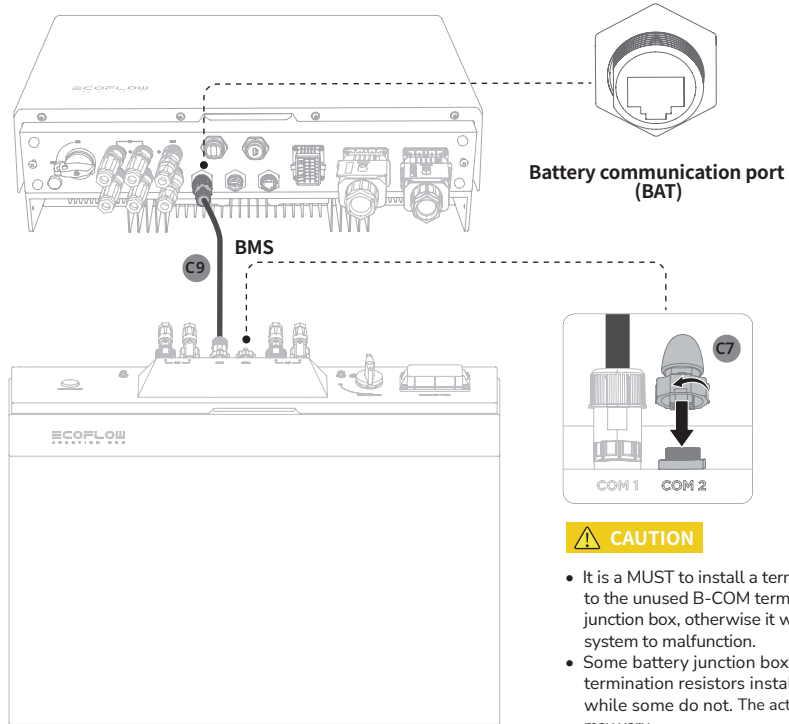 ECOFLOW
Battery communication port
(BAT)
BMS
C9
C7
ECOFLOW
COM 1 COM 2
CAUTION
• It is a MUST to install a term
to the unused B-COM term
junction box, otherwise it w
system to malfunction.
• Some battery junction box
termination resistors instal
while some do not. The act
may vary.